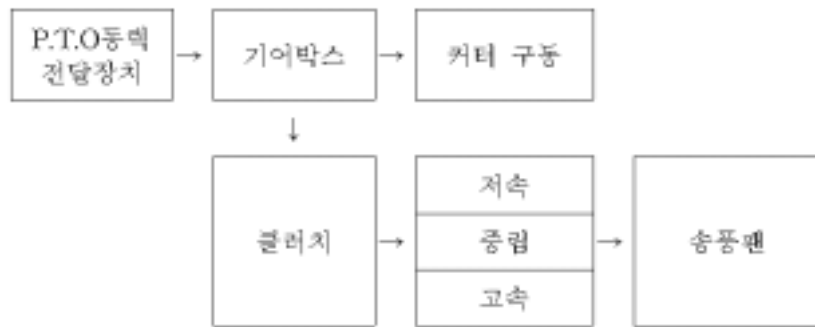 P.T.O동력
전달장치
→
기어박스
→
커터 구동
↓
클러치
→
저속
중립
고속
→
송풍팬